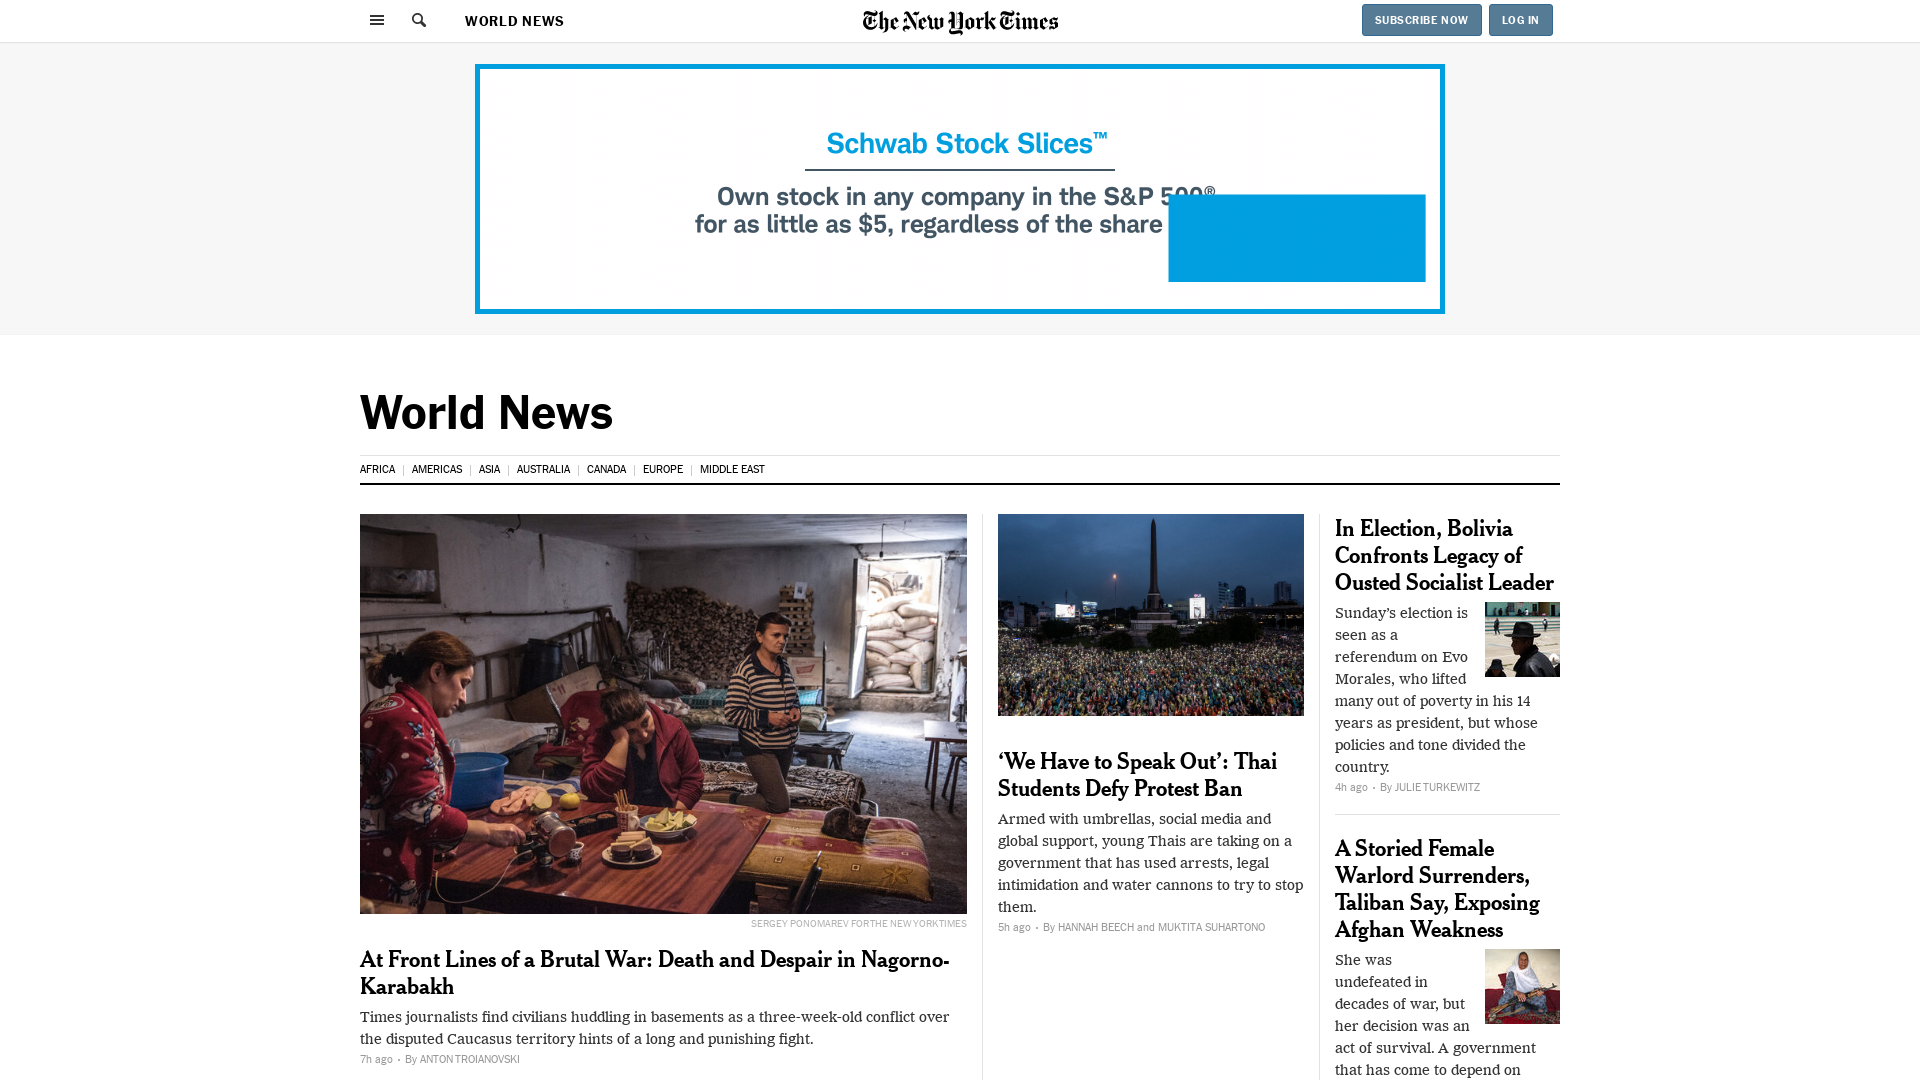 WORLD NEWS
The New York Times
SUBSCRIBE NOW
LOG IN
Schwab Stock Slices™
Own stock in any company in the S&P 500®
for as little as $5, regardless of the share
World News
AFRICA
AMERICAS
ASIA
AUSTRALIA
CANADA
EUROPE
MIDDLE EAST
SERGEY PONOMAREV FOR THE NEW YORK TIMES
At Front Lines of a Brutal War: Death and Despair in Nagorno-
Karabakh
Times journalists find civilians huddling in basements as a three-week-old conflict over
the disputed Caucasus territory hints of a long and punishing fight.
7h ago • By ANTON TROIANOVSKI
‘We Have to Speak Out’: Thai
Students Defy Protest Ban
Armed with umbrellas, social media and
global support, young Thais are taking on a
government that has used arrests, legal
intimidation and water cannons to try to stop
them.
5h ago • By HANNAH BEECH and MUKTITA SUHARTONO
In Election, Bolivia
Confronts Legacy of
Ousted Socialist Leader
Sunday’s election is
seen as a
referendum on Evo
Morales, who lifted
many out of poverty in his 14
years as president, but whose
policies and tone divided the
country.
4h ago • By JULIE TURKEWITZ
A Storied Female
Warlord Surrenders,
Taliban Say, Exposing
Afghan Weakness
She was
undefeated in
decades of war, but
her decision was an
act of survival. A government
that has come to depend on